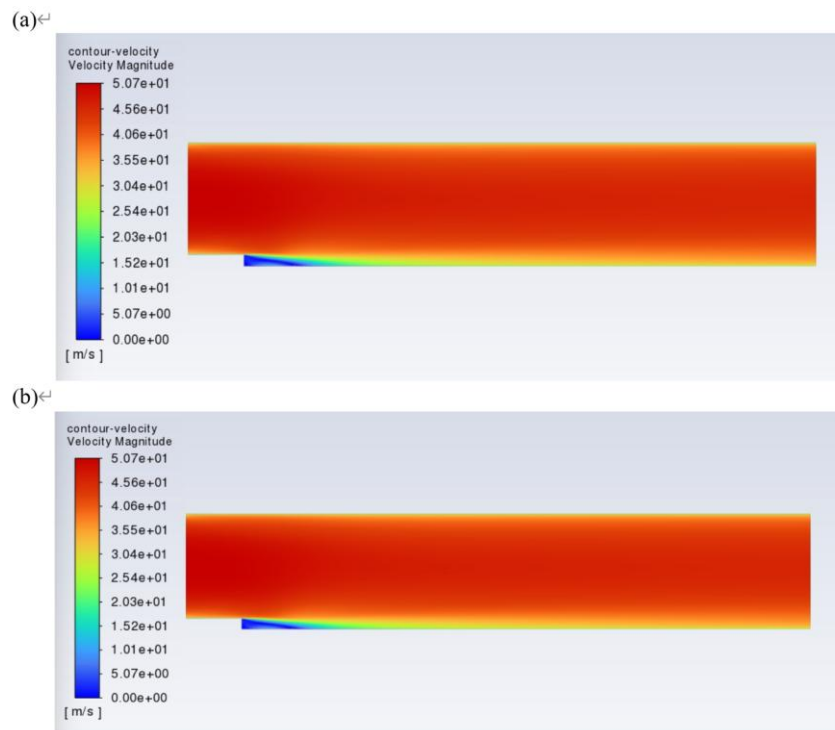 (a)↵
contour-velocity
Velocity Magnitude
5.07e+01
4.56e+01
4.06e+01
3.55e+01
3.04e+01
2.54e+01
2.03e+01
1.52e+01
1.01e+01
5.07e+00
0.00e+00
[ m/s ]
(b)↵
contour-velocity
Velocity Magnitude
5.07e+01
4.56e+01
4.06e+01
3.55e+01
3.04e+01
2.54e+01
2.03e+01
1.52e+01
1.01e+01
5.07e+00
0.00e+00
[ m/s ]